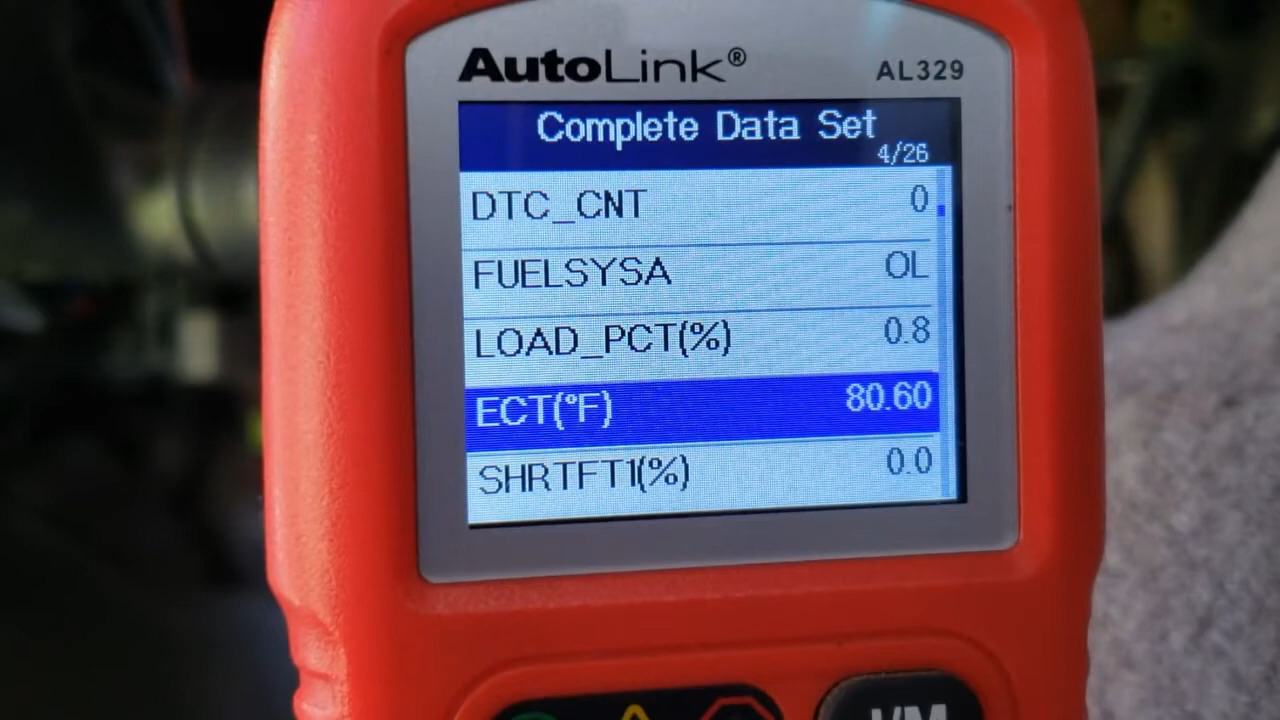 AutoLink® AL329
Complete Data Set
4/26
DTC_CNT 0
FUELSYSA OL
LOAD_PCT(%) 0.8
ECT(°F) 80.60
SHRTFT1(%) 0.0
I/M